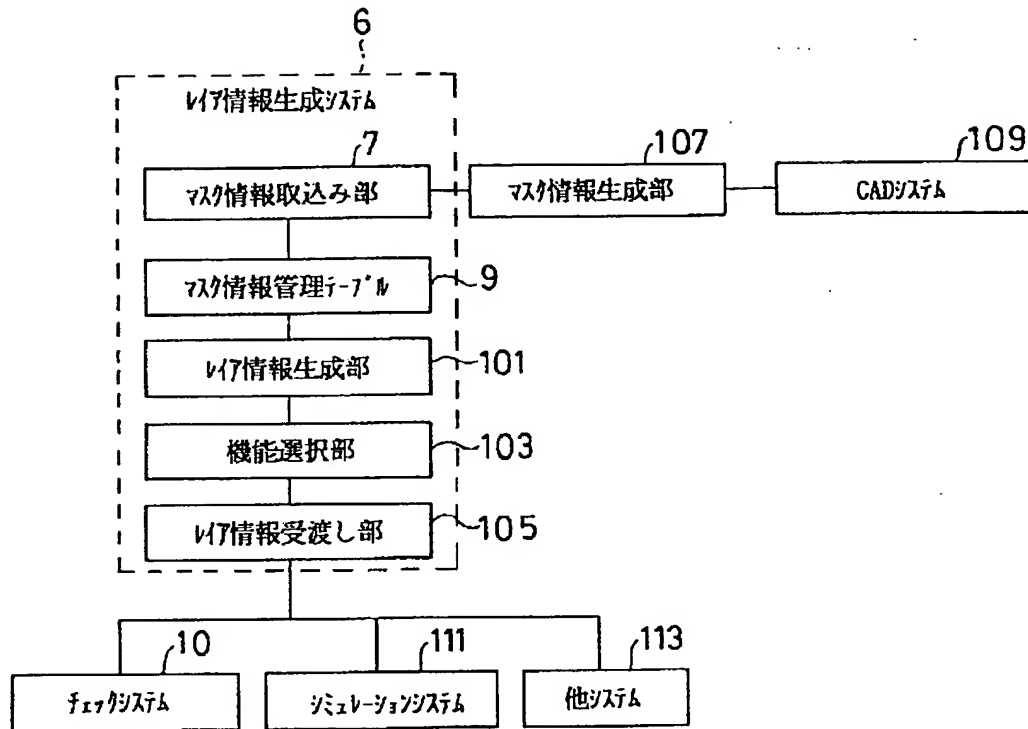 6
ﾚｲｱ情報生成ｼｽﾃﾑ
7
ﾏｽｸ情報取込み部
107
ﾏｽｸ情報生成部
109
CADｼｽﾃﾑ
ﾏｽｸ情報管理ﾃｰﾌﾞﾙ
9
ﾚｲｱ情報生成部
101
機能選択部
103
ﾚｲｱ情報受渡し部
105
10
ﾁｪｯｸｼｽﾃﾑ
111
ｼﾐｭﾚｰｼｮﾝｼｽﾃﾑ
113
他ｼｽﾃﾑ